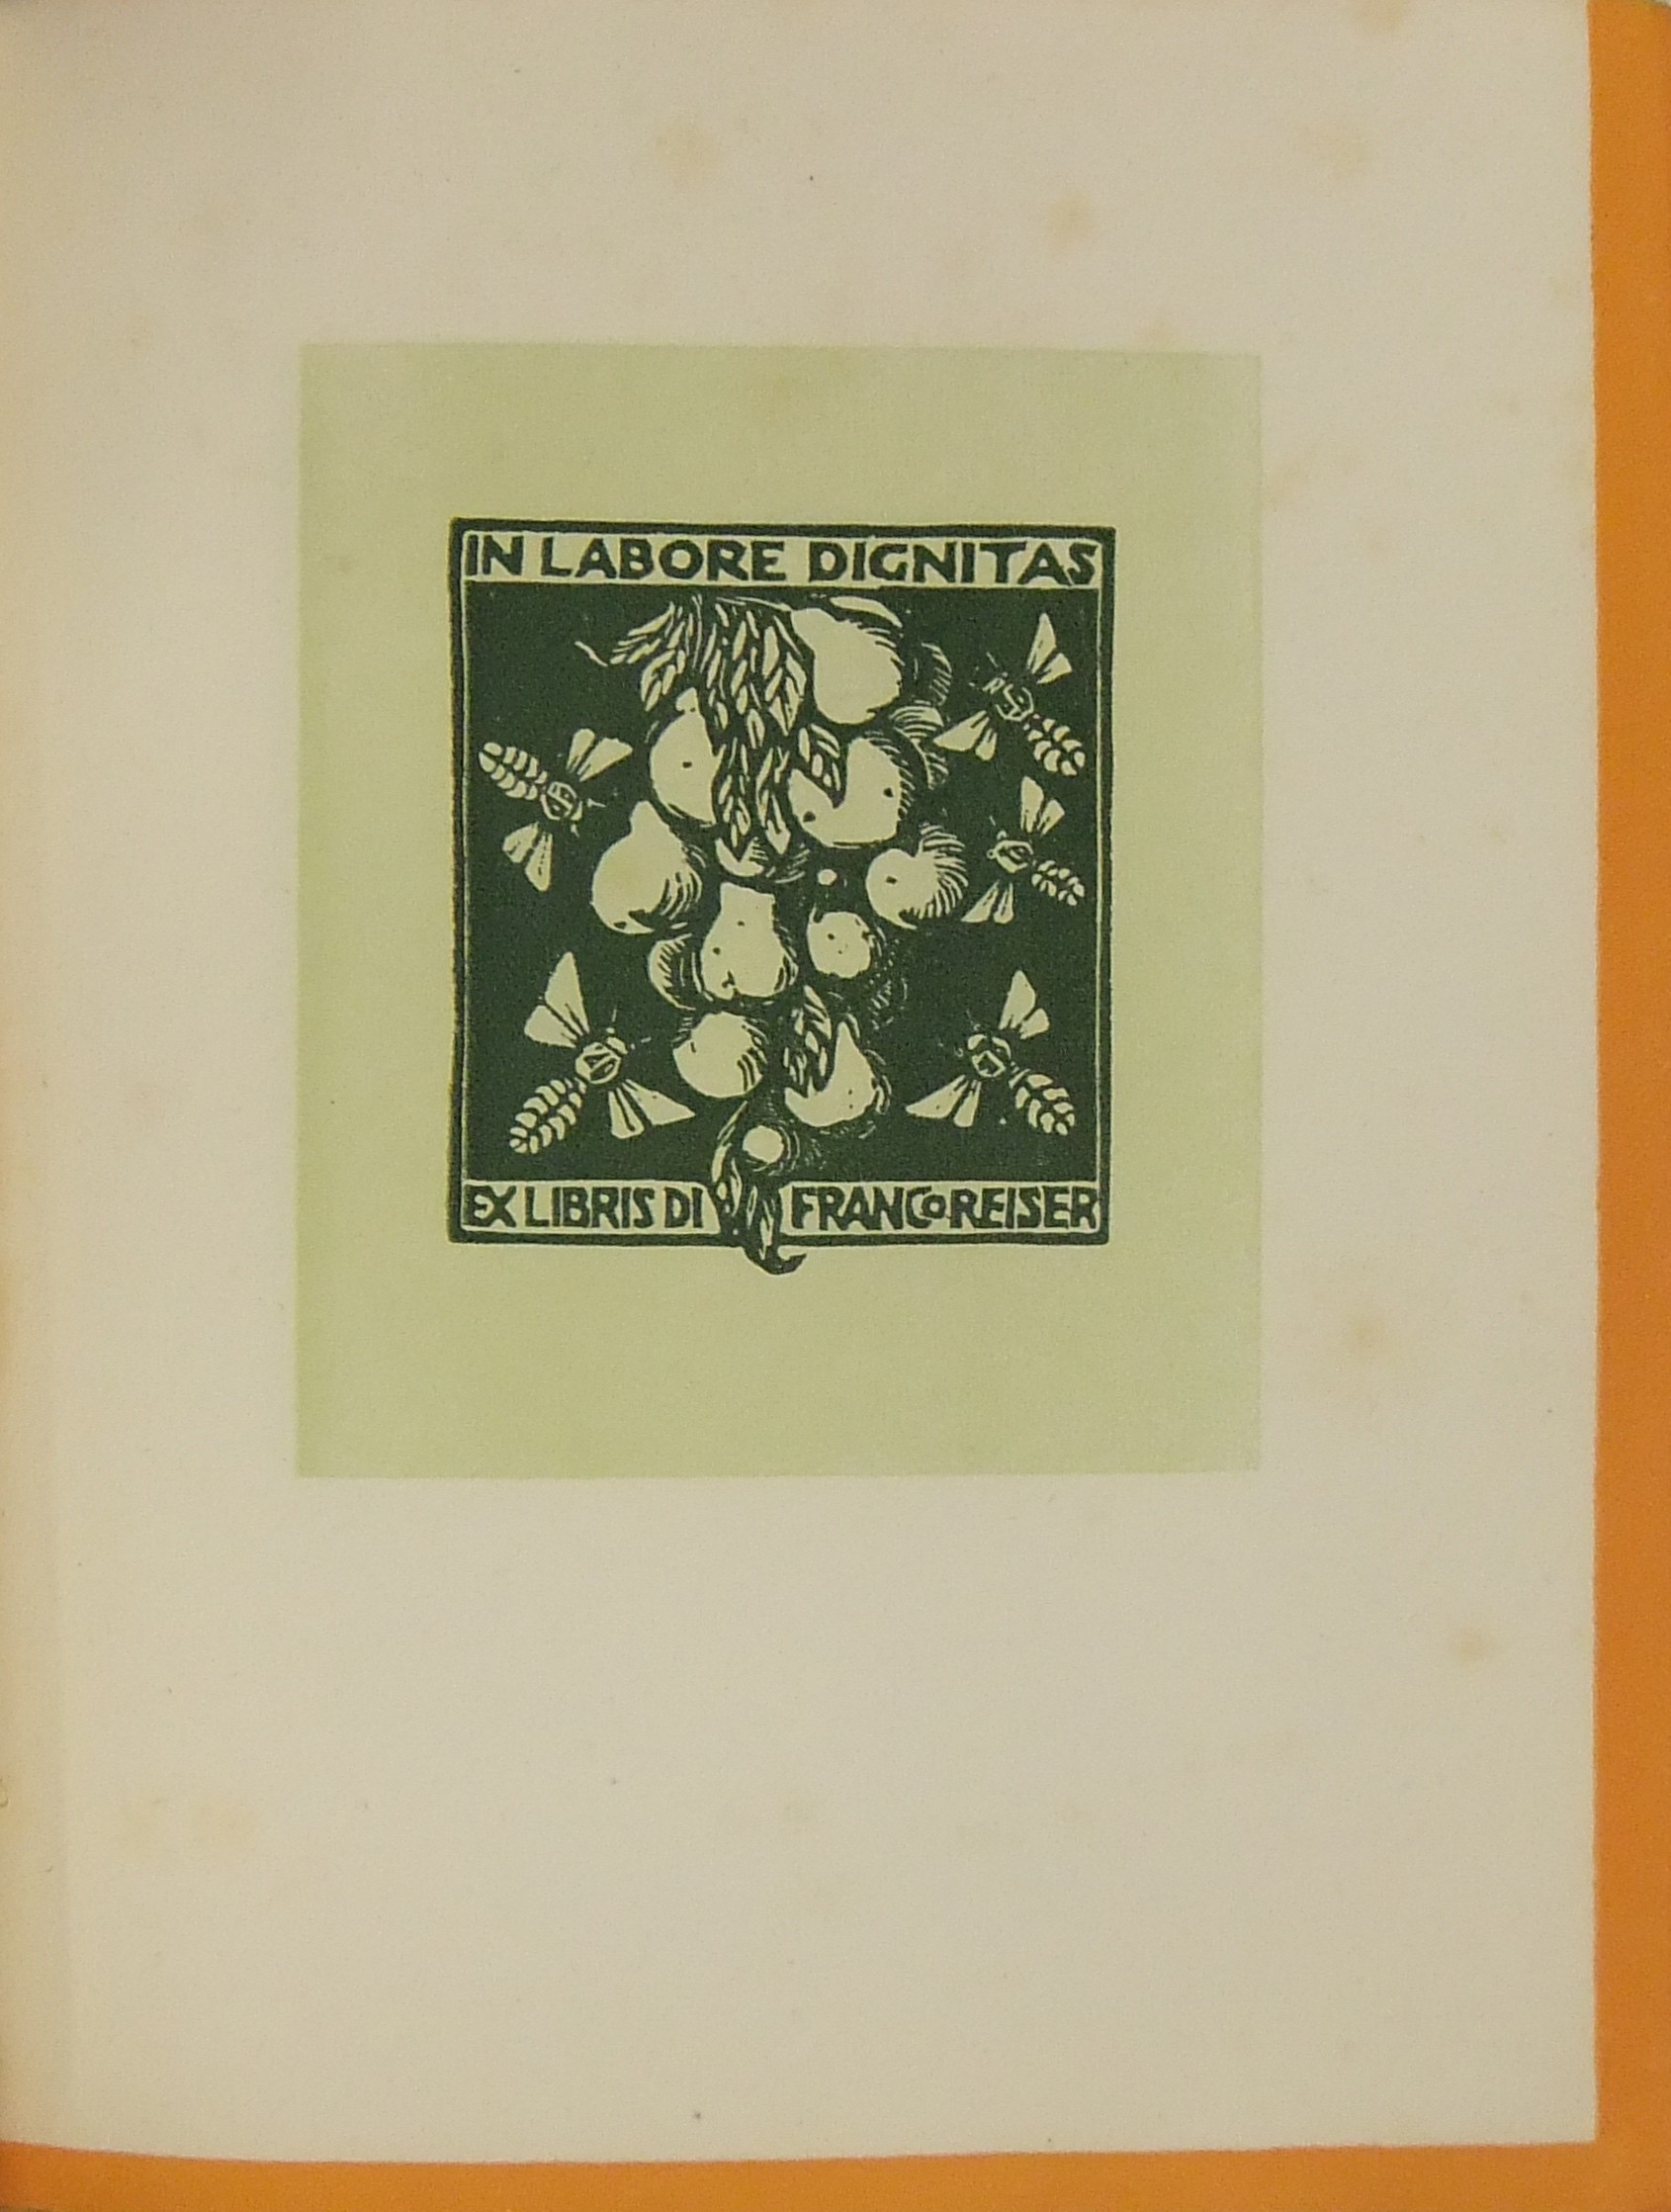 IN LABORE DIGNITAS
EX LIBRIS DI FRANCO REISER